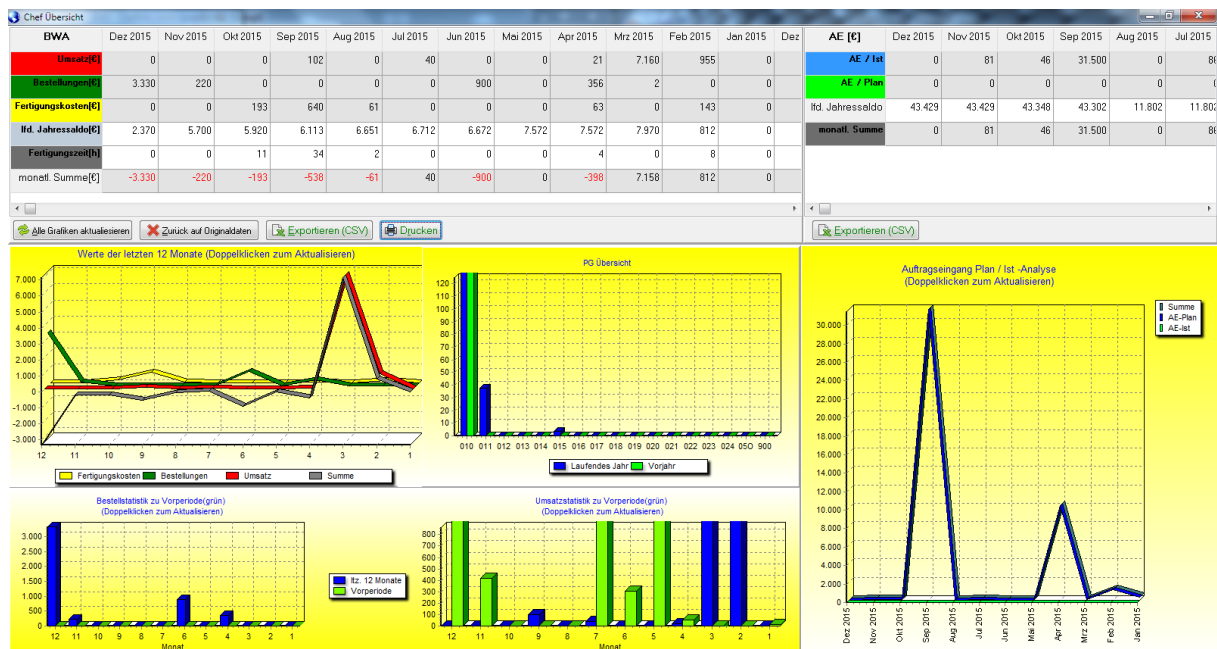 Chef Übersicht
BWA Dez 2015 Nov 2015 Okt 2015 Sep 2015 Aug 2015 Jul 2015 Jun 2015 Mai 2015 Apr 2015 Mrz 2015 Feb 2015 Jan 2015 Dez
Umsatz[€] 0 0 0 102 0 40 0 0 21 7.160 955 0
Bestellungen[€] 3.330 220 0 0 0 0 900 0 356 2 0 0
Fertigungskosten[€] 0 0 193 640 61 0 0 0 63 0 143 0
lfd. Jahressaldo[€] 2.370 5.700 5.920 6.113 6.651 6.712 6.672 7.572 7.572 7.970 812 0
Fertigungszeit[h] 0 0 11 34 2 0 0 0 4 0 8 0
monatl. Summe[€] -3.330 -220 -193 -538 -61 40 -900 0 -398 7.158 812 0
AE [€] Dez 2015 Nov 2015 Okt 2015 Sep 2015 Aug 2015 Jul 2015
AE / Ist 0 81 46 31.500 0
AE / Plan 0 0 0 0 0
lfd. Jahressaldo 43.429 43.429 43.348 43.302 11.802 11.802
monatl. Summe 0 81 46 31.500 0
Alle Grafiken aktualiesieren Zurück auf Originaldaten Exportieren (CSV) Drucken
Exportieren (CSV)
Werte der letzten 12 Monate (Doppelklicken zum Aktualisieren)
7.000
6.000
5.000
4.000
3.000
2.000
1.000
0
-1.000
-2.000
-3.000
12 11 10 9 8 7 6 5 4 3 2 1
Fertigungskosten Bestellungen Umsatz Summe
PG Übersicht
120
110
100
90
80
70
60
50
40
30
20
10
0
010 011 012 013 014 015 016 017 018 019 020 021 022 023 024 050 900
Laufendes Jahr Vorjahr
Auftragseingang Plan / Ist -Analyse
(Doppelklicken zum Aktualisieren)
Summe
AE-Plan
AE-Ist
30.000
28.000
26.000
24.000
22.000
20.000
18.000
16.000
14.000
12.000
10.000
8.000
6.000
4.000
2.000
0
Dez 2015 Nov 2015 Okt 2015 Sep 2015 Aug 2015 Jul 2015 Jun 2015 Mai 2015 Apr 2015 Mrz 2015 Feb 2015 Jan 2015
Bestellstatistik zu Vorperiode(grün)
(Doppelklicken zum Aktualisieren)
3.000
2.500
2.000
1.500
1.000
500
0
12 11 10 9 8 7 6 5 4 3 2 1
Monat
ltz. 12 Monate
Vorperiode
Umsatzstatistik zu Vorperiode(grün)
(Doppelklicken zum Aktualisieren)
800
700
600
500
400
300
200
100
0
12 11 10 9 8 7 6 5 4 3 2 1
Monat